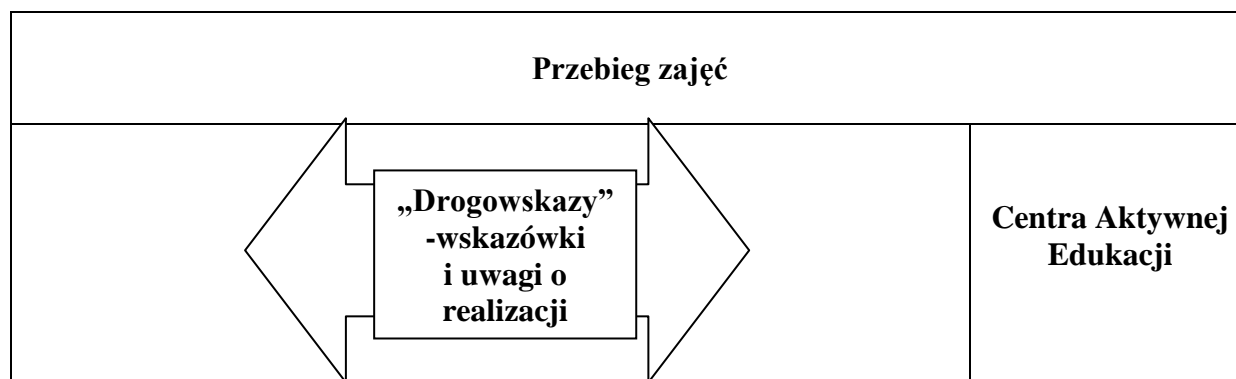 Przebieg zajęć
„Drogowskazy”
-wskazówki
i uwagi o
realizacji
Centra Aktywnej
Edukacji